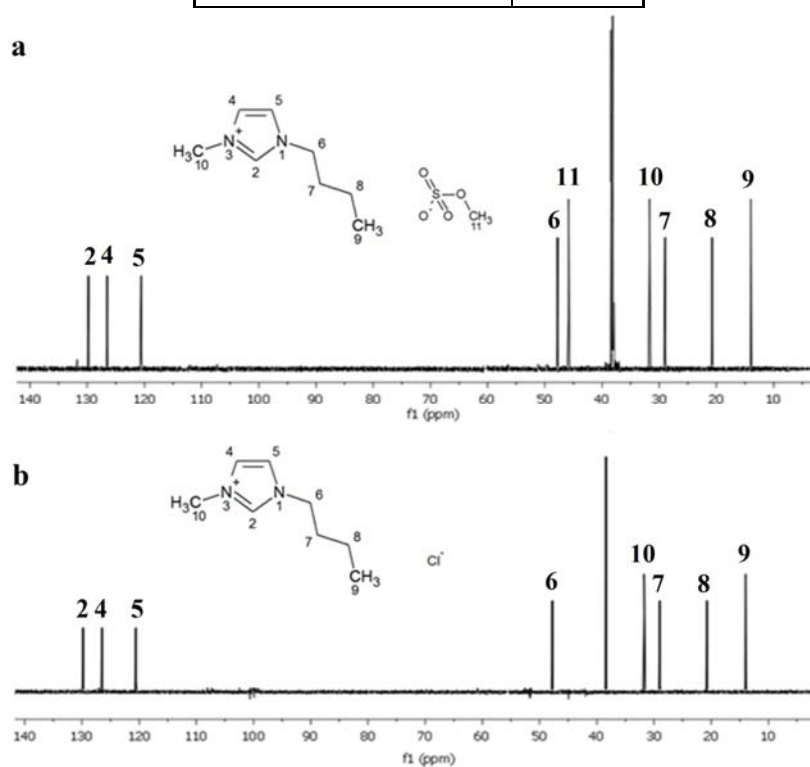 a
4 5
H3C 10 N 3 + N 1 6
2 7 8
CH3 9
O S O
O- O CH3 11
2 4 5 6 11 10 7 8 9
140 130 120 110 100 90 80 70 60 50 40 30 20 10
f1 (ppm)
b
4 5
H3C 10 N 3 + N 1 6
2 7 8
CH3 9
Cl-
2 4 5 6 10 7 8 9
140 130 120 110 100 90 80 70 60 50 40 30 20 10
f1 (ppm)